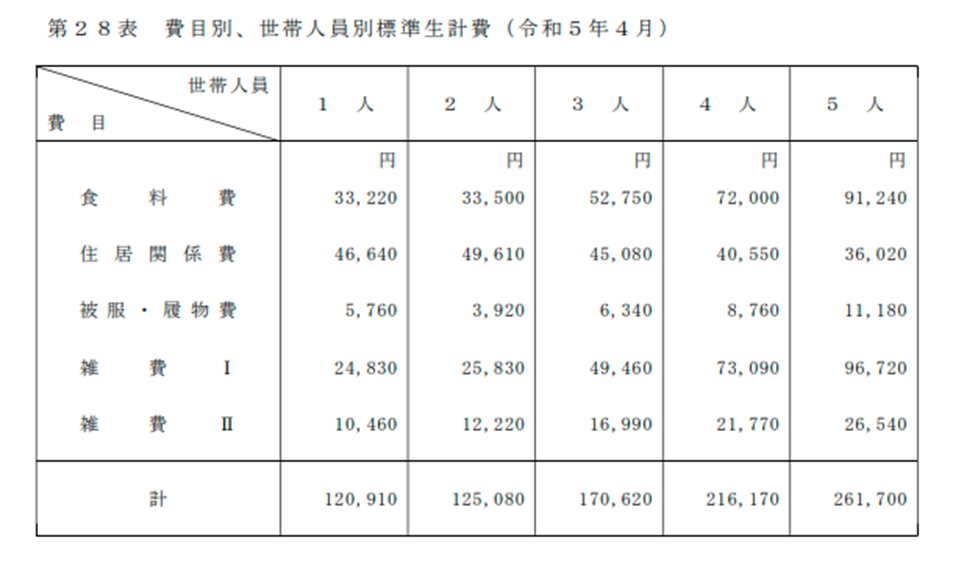 第２８表　費目別、世帯人員別標準生計費（令和５年４月）
世帯人員
費　目
１　人　２　人　３　人　４　人　５　人
円　円　円　円　円
食料費　33,220　33,500　52,750　72,000　91,240
住居関係費　46,640　49,610　45,080　40,550　36,020
被服・履物費　5,760　3,920　6,340　8,760　11,180
雑費Ⅰ　24,830　25,830　49,460　73,090　96,720
雑費Ⅱ　10,460　12,220　16,990　21,770　26,540
計　120,910　125,080　170,620　216,170　261,700